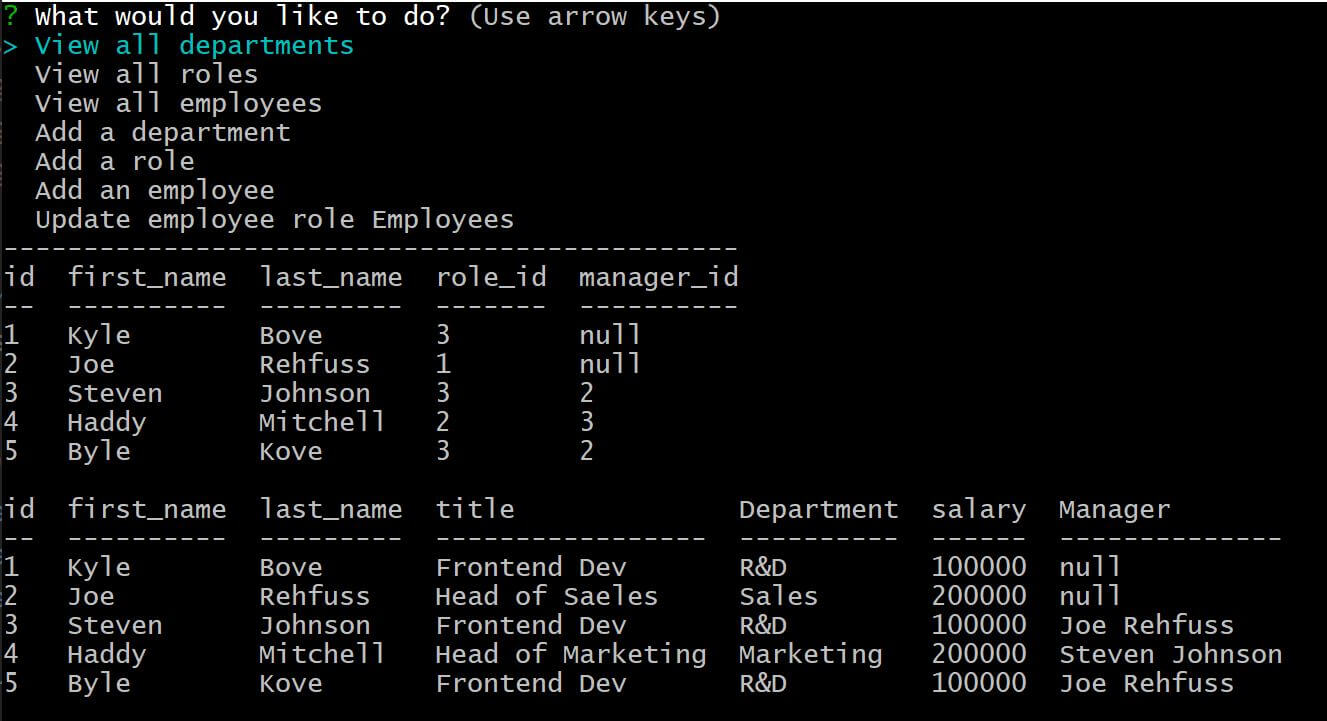 ? What would you like to do? (Use arrow keys)
> View all departments
  View all roles
  View all employees
  Add a department
  Add a role
  Add an employee
  Update employee role Employees
----------------------------------------------
id  first_name  last_name  role_id  manager_id
--  ----------  ---------  -------  ----------
1   Kyle        Bove       3        null
2   Joe         Rehfuss    1        null
3   Steven      Johnson    3        2
4   Haddy       Mitchell   2        3
5   Byle        Kove       3        2

id  first_name  last_name  title              Department  salary  Manager
--  ----------  ---------  -----------------  ----------  ------  --------------
1   Kyle        Bove       Frontend Dev       R&D         100000  null
2   Joe         Rehfuss    Head of Saeles     Sales       200000  null
3   Steven      Johnson    Frontend Dev       R&D         100000  Joe Rehfuss
4   Haddy       Mitchell   Head of Marketing  Marketing   200000  Steven Johnson
5   Byle        Kove       Frontend Dev       R&D         100000  Joe Rehfuss